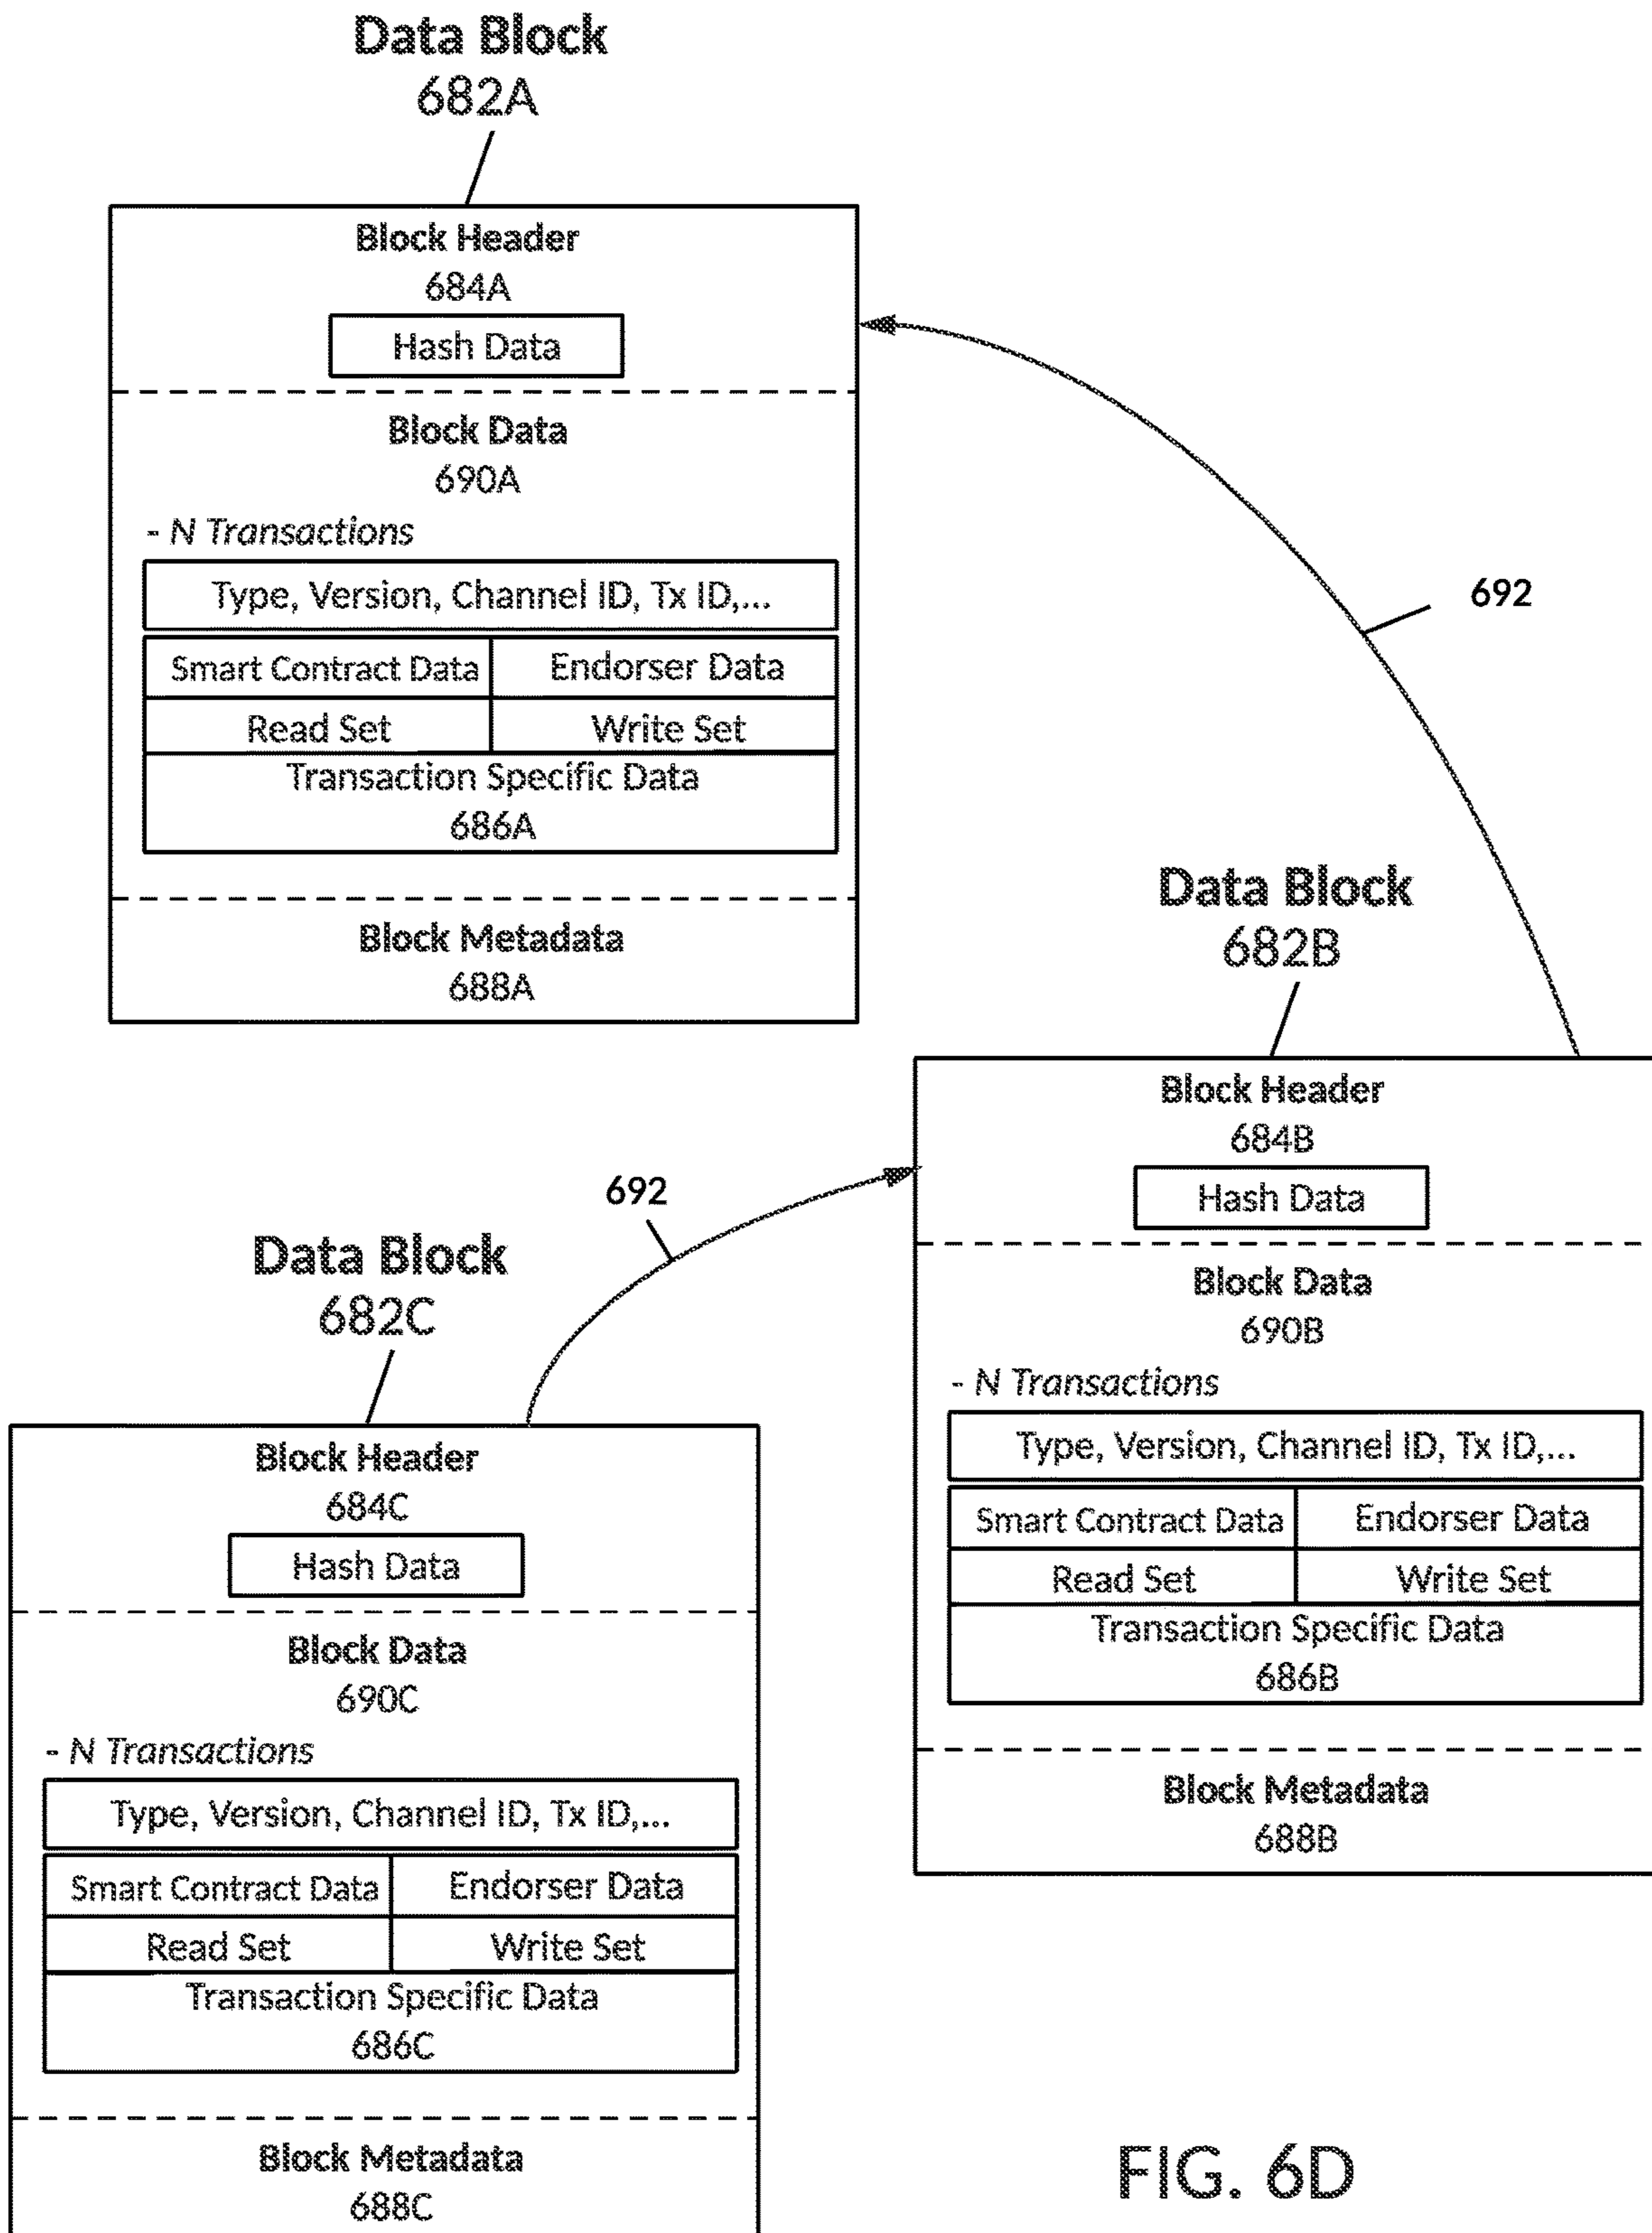 Data Block
682A
Block Header
684A
Hash Data
Block Data
690A
- N Transactions
Type, Version, Channel ID, Tx ID,...
Smart Contract Data
Endorser Data
Read Set
Write Set
Transaction Specific Data
686A
Block Metadata
688A
692
Data Block
682B
Block Header
684B
Hash Data
Block Data
690B
- N Transactions
Type, Version, Channel ID, Tx ID,...
Smart Contract Data
Endorser Data
Read Set
Write Set
Transaction Specific Data
686B
Block Metadata
688B
692
Data Block
682C
Block Header
684C
Hash Data
Block Data
690C
- N Transactions
Type, Version, Channel ID, Tx ID,...
Smart Contract Data
Endorser Data
Read Set
Write Set
Transaction Specific Data
686C
Block Metadata
688C
FIG. 6D